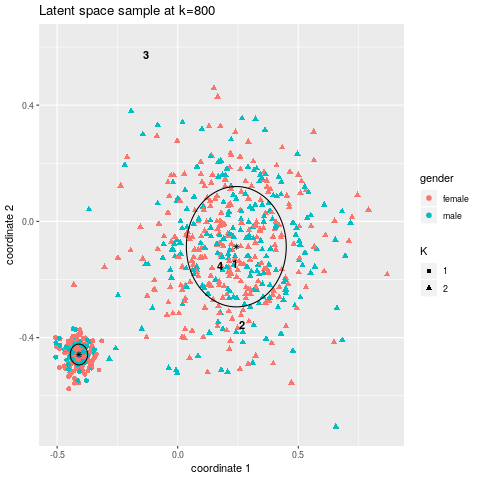 Latent space sample at k=800
3
0.4
gender
female
male
coordinate 2
0.0
1
4
K
1
2
2
-0.4
-0.5
0.0
0.5
coordinate 1